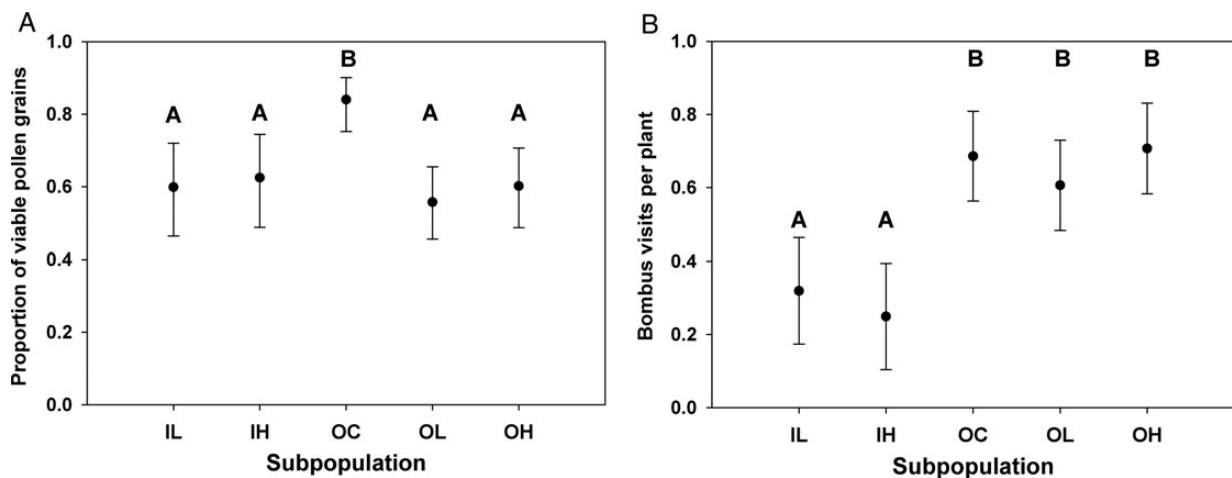 A
Proportion of viable pollen grains
1.0
0.8
0.6
0.4
0.2
0.0
A A B A A
IL IH OC OL OH
Subpopulation
B
Bombus visits per plant
1.0
0.8
0.6
0.4
0.2
0.0
A A B B B
IL IH OC OL OH
Subpopulation